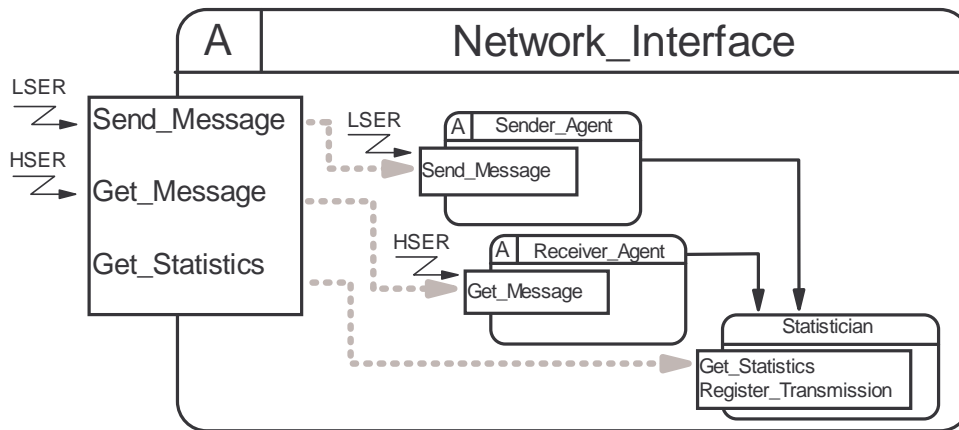 A
Network_Interface
LSER
Send_Message
HSER
Get_Message
Get_Statistics
LSER
A
Sender_Agent
Send_Message
HSER
A
Receiver_Agent
Get_Message
Statistician
Get_Statistics
Register_Transmission